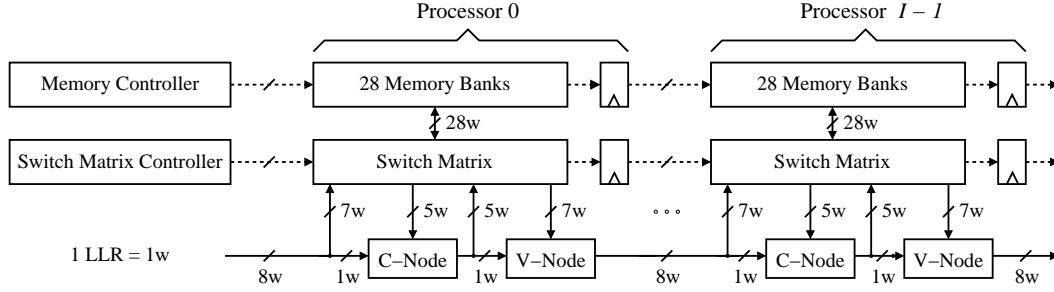 Processor 0
Processor I – 1
Memory Controller
28 Memory Banks
28 Memory Banks
28w
28w
Switch Matrix Controller
Switch Matrix
Switch Matrix
7w
5w
5w
7w
° ° °
7w
5w
5w
7w
1 LLR = 1w
8w
1w
C–Node
1w
V–Node
8w
1w
C–Node
1w
V–Node
8w